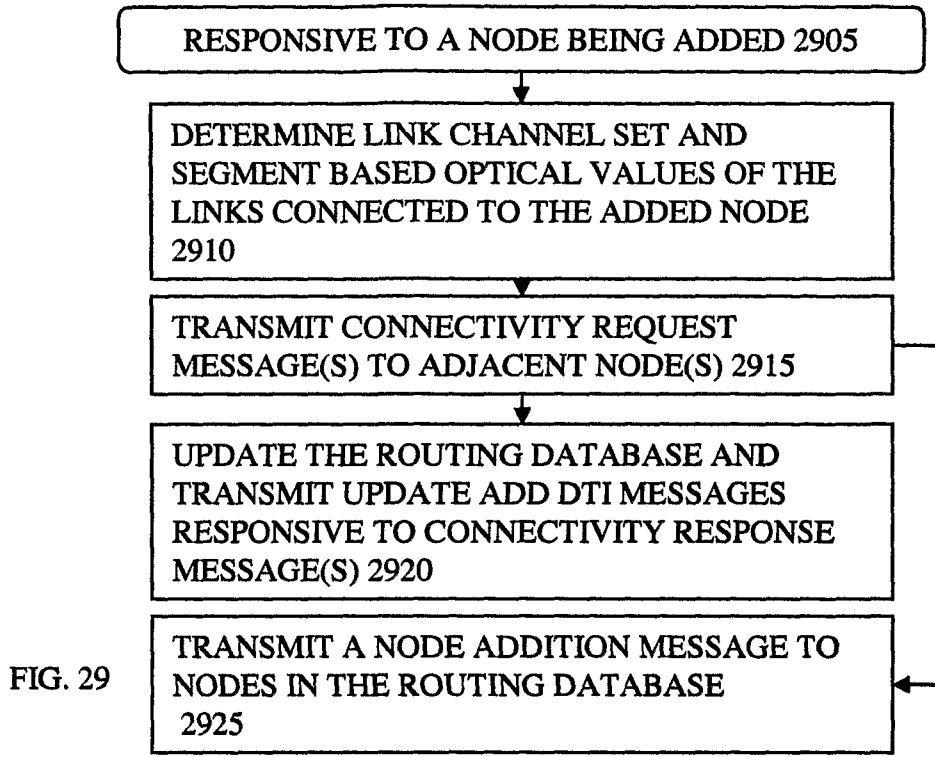 RESPONSIVE TO A NODE BEING ADDED 2905
DETERMINE LINK CHANNEL SET AND
SEGMENT BASED OPTICAL VALUES OF THE
LINKS CONNECTED TO THE ADDED NODE
2910
TRANSMIT CONNECTIVITY REQUEST
MESSAGE(S) TO ADJACENT NODE(S) 2915
UPDATE THE ROUTING DATABASE AND
TRANSMIT UPDATE ADD DTI MESSAGES
RESPONSIVE TO CONNECTIVITY RESPONSE
MESSAGE(S) 2920
TRANSMIT A NODE ADDITION MESSAGE TO
NODES IN THE ROUTING DATABASE
2925
FIG. 29